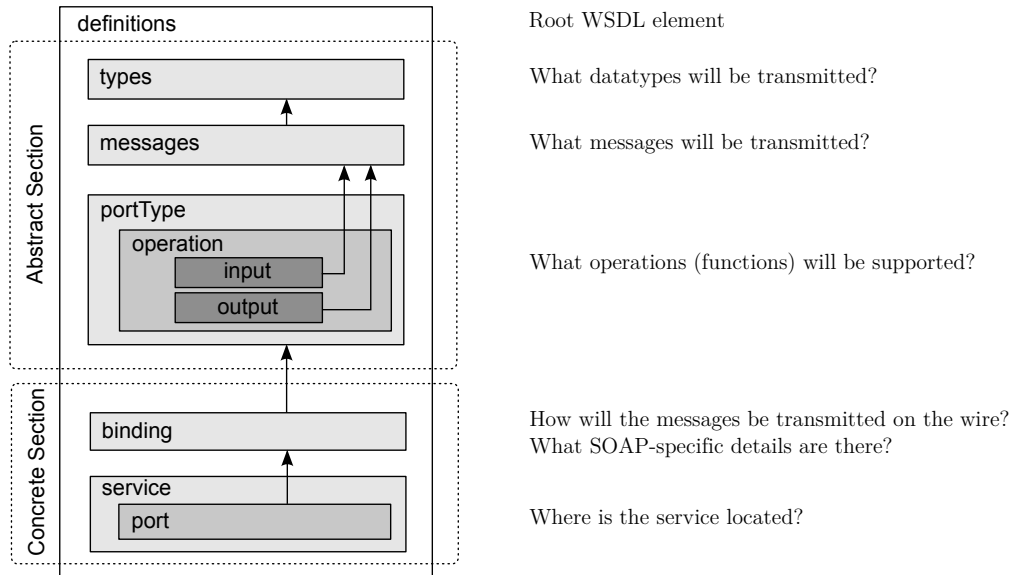 definitions
Root WSDL element
Abstract Section
types
What datatypes will be transmitted?
messages
What messages will be transmitted?
portType
operation
input
What operations (functions) will be supported?
output
Concrete Section
binding
How will the messages be transmitted on the wire?
What SOAP-specific details are there?
service
port
Where is the service located?